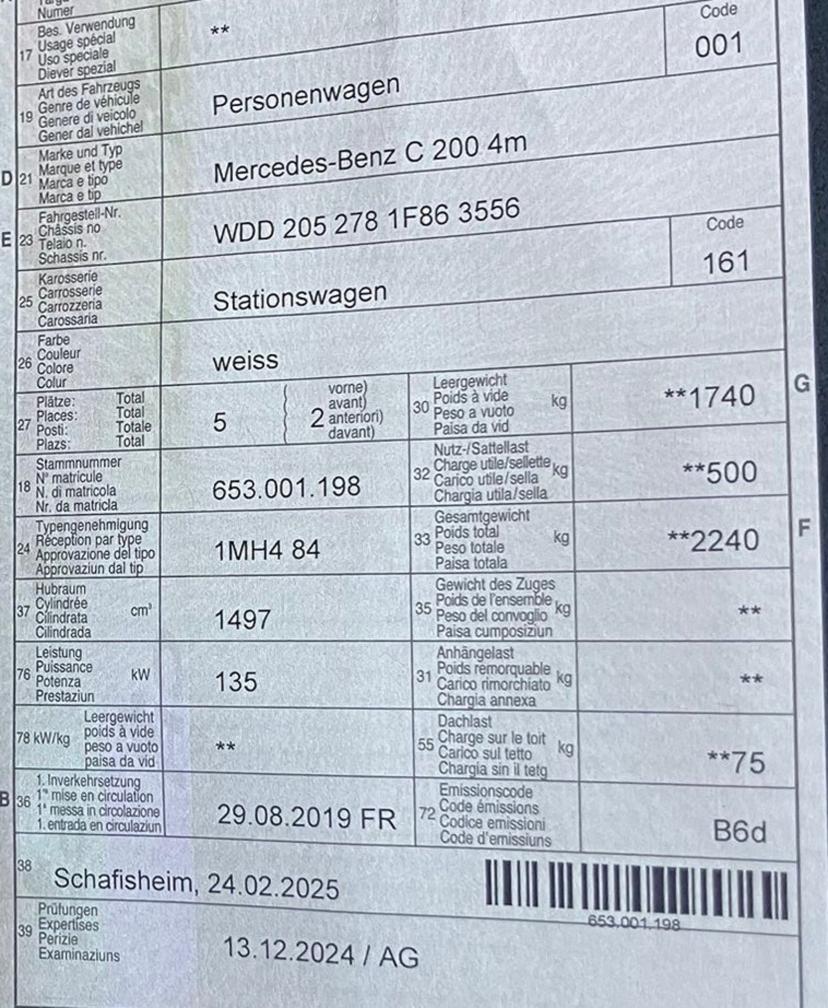 Numer
17 Bes. Verwendung
Usage spécial
Uso speciale
Diever spezial
**
Code
001
19 Art des Fahrzeugs
Genre de véhicule
Genere di veicolo
Gener dal vehichel
Personenwagen
D 21 Marke und Typ
Marque et type
Marca e tipo
Marca e tip
Mercedes-Benz C 200 4m
E 23 Fahrgestell-Nr.
Châssis no
Telaio n.
Schassis nr.
WDD 205 278 1F86 3556
25 Karosserie
Carrosserie
Carrozzeria
Carossaria
Stationswagen
Code
161
26 Farbe
Couleur
Colore
Colur
weiss
27 Plätze: Total
Places: Total
Posti: Totale
Plazs: Total
5
2 vorne)
avant)
anteriori)
davant)
30 Leergewicht
Poids à vide kg
Peso a vuoto
Paisa da vid
**1740
G
18 Stammnummer
N° matricule
N. di matricola
Nr. da matricla
653.001.198
32 Nutz-/Sattellast
Charge utile/sellette kg
Carico utile/sella
Chargia utila/sella
**500
24 Typengenehmigung
Réception par type
Approvazione del tipo
Approvaziun dal tip
1MH4 84
33 Gesamtgewicht
Poids total kg
Peso totale
Paisa totala
**2240
F
37 Hubraum
Cylindrée cm³
Cilindrata
Cilindrada
1497
35 Gewicht des Zuges
Poids de l'ensemble kg
Peso del convoglio
Paisa cumposiziun
**
76 Leistung
Puissance kW
Potenza
Prestaziun
135
31 Anhängelast
Poids remorquable kg
Carico rimorchiato
Chargia annexa
**
78 kW/kg Leergewicht
poids à vide
peso a vuoto
paisa da vid
**
55 Dachlast
Charge sur le toit kg
Carico sul tetto
Chargia sin il tetg
**75
B 36 1. Inverkehrsetzung
1re mise en circulation
1a messa in circolazione
1. entrada en circulaziun
29.08.2019 FR
72 Emissionscode
Code émissions
Codice emissioni
Code d'emissiuns
B6d
38 Schafisheim, 24.02.2025
653.001.198
39 Prüfungen
Expertises
Perizie
Examinaziuns
13.12.2024 / AG